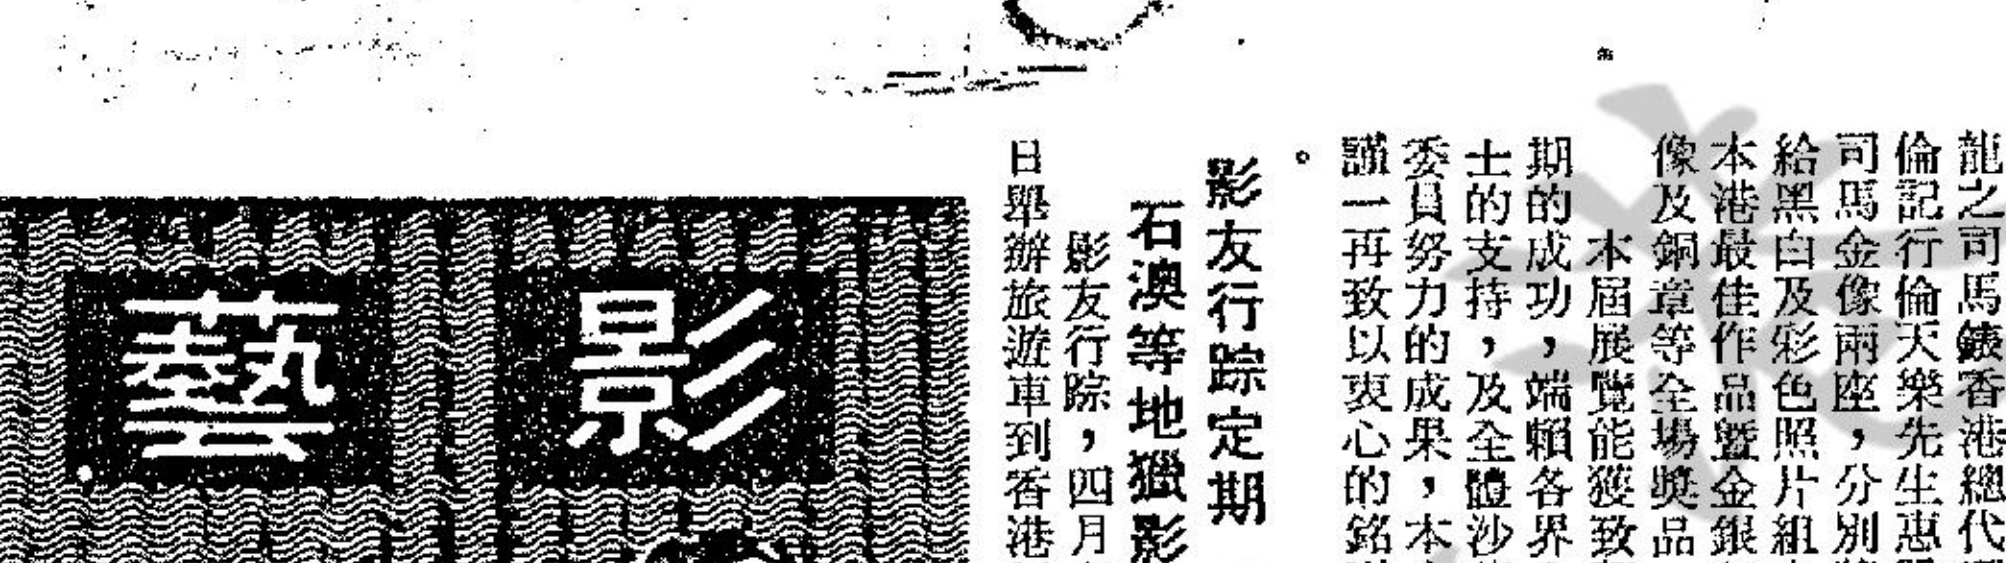 龍之司馬錶香港總代
倫記行倫天樂先生惠
司馬金像兩座，分別
給黑白及彩色照片組
本港最佳作品暨金銀
像及銅章等全場獎品
本屆展覽能獲致
期的成功，端賴各界
士的支持，及全體沙
委員努力的成果，本
謹一再致以衷心的銘
。
影友行踪定期
石澳等地獵影
影友行踪，四月
日舉辦旅遊車到香港
影藝